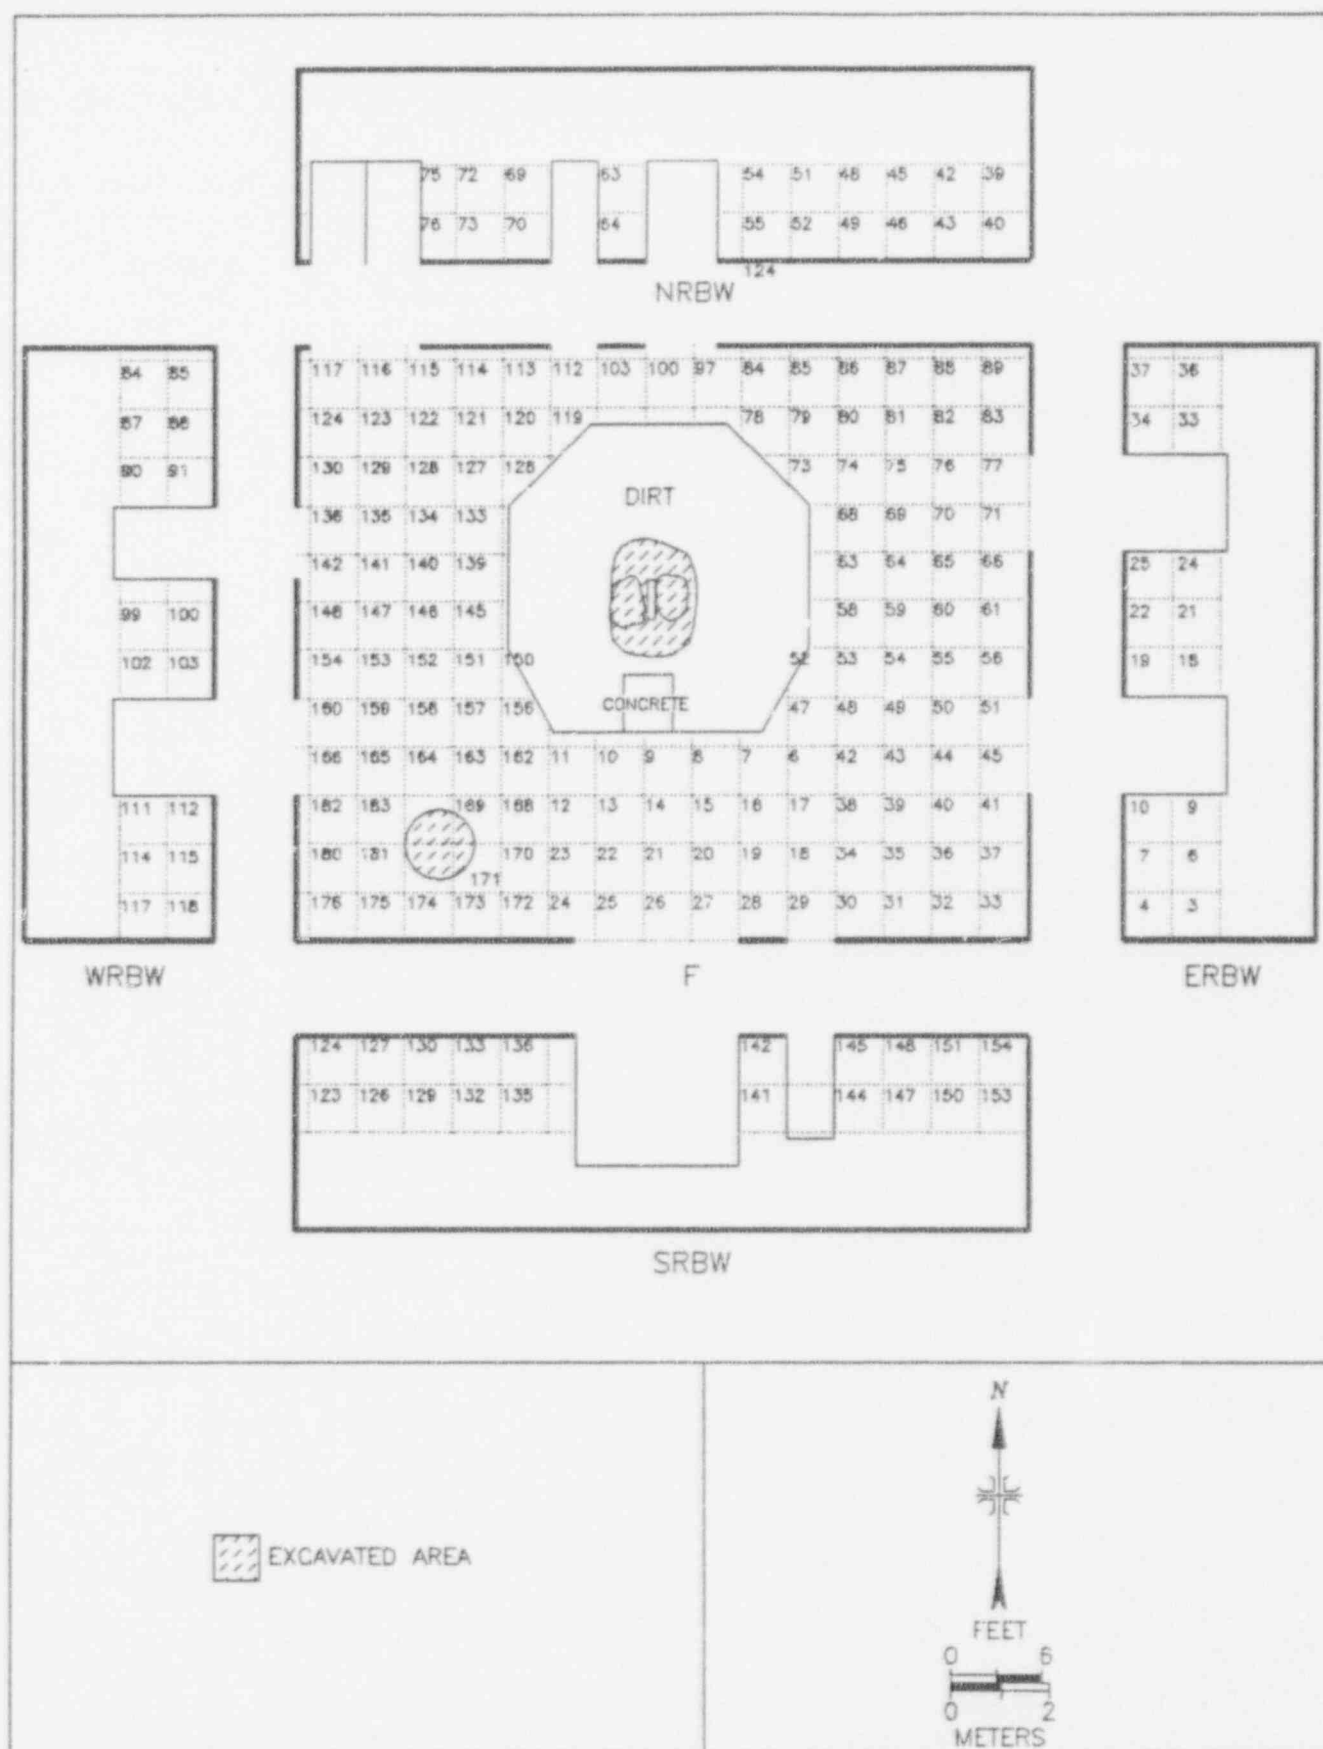 75 72 69 63 54 51 48 45 42 39
76 73 70 64 55 52 49 46 43 40
124
NRBW
84 85
87 88
90 91
99 100
102 103
111 112
114 115
117 118
WRBW
117 116 115 114 113 112 103 100 97 84 85 86 87 88 89
124 123 122 121 120 119 78 79 80 81 82 83
130 129 128 127 126 73 74 75 76 77
DIRT
136 135 134 133 68 69 70 71
142 141 140 139 63 64 65 66
148 147 146 145 58 59 60 61
154 153 152 151 150 52 53 54 55 56
160 159 158 157 156 CONCRETE 47 48 49 50 51
166 165 164 163 162 11 10 9 8 7 6 42 43 44 45
182 183 169 168 12 13 14 15 16 17 38 39 40 41
180 181 170 23 22 21 20 19 18 34 35 36 37
171
176 175 174 173 172 24 25 26 27 28 29 30 31 32 33
F
37 36
34 33
25 24
22 21
19 18
10 9
7 6
4 3
ERBW
124 127 130 133 136 142 145 148 151 154
123 126 129 132 135 141 144 147 150 153
SRBW
EXCAVATED AREA
N
FEET
0 6
0 2
METERS